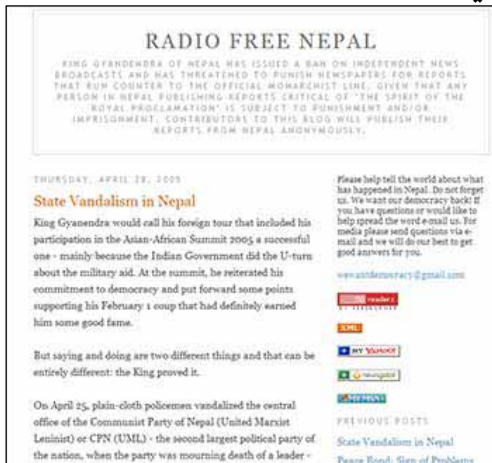 RADIO FREE NEPAL
KING GYANDENDRA OF NEPAL HAS ISSUED A BAN ON INDEPENDENT NEWS
BROADCASTS AND HAS THREATENED TO PUNISH NEWSPAPERS FOR REPORTS
THAT RUN COUNTER TO THE OFFICIAL MONARCHIST LINE. GIVEN THAT ANY
PERSON IN NEPAL PUBLISHING REPORTS CRITICAL OF "THE SPIRIT OF THE
ROYAL PROCLAMATION" IS SUBJECT TO PUNISHMENT AND/OR
IMPRISONMENT, CONTRIBUTORS TO THIS BLOG WILL PUBLISH THEIR
REPORTS FROM NEPAL ANONYMOUSLY.
THURSDAY, APRIL 28, 2005
State Vandalism in Nepal
King Gyanendra would call his foreign tour that included his
participation in the Asian-African Summit 2005 a successful
one - mainly because the Indian Government did the U-turn
about the military aid. At the summit, he reiterated his
commitment to democracy and put forward some points
supporting his February 1 coup that had definitely earned
him some good fame.
But saying and doing are two different things and that can be
entirely different: the King proved it.
On April 25, plain-cloth policemen vandalized the central
office of the Communist Party of Nepal (United Marxist
Leninist) or CPN (UML) - the second largest political party of
the nation, when the party was mourning death of a leader -
Please help tell the world about what
has happened in Nepal. Do not forget
us. We want our democracy back! If
you have questions or would like to
help spread the word e-mail us. For
media please send questions via e-
mail and we will do our best to get
good answers for you.
wewantdemocracy@gmail.com
readers
XML
MY YAHOO!
newsgator
PREVIOUS POSTS
State Vandalism in Nepal
Peace Bond: Sign of Problems